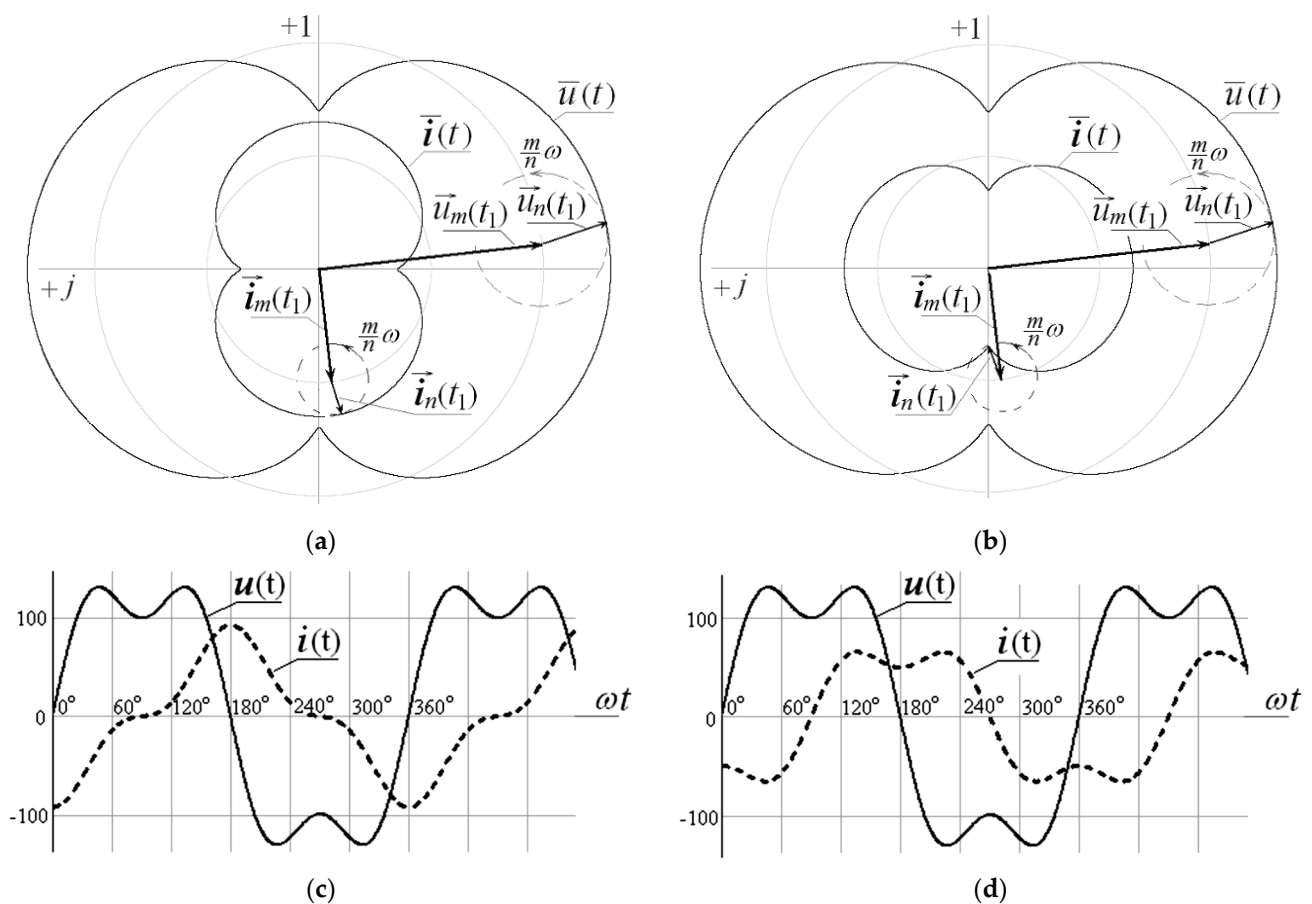 +1
u̅(t)
i̅(t)
m/n ω
u⃗ₘ(t₁) u⃗ₙ(t₁)
+j
i⃗ₘ(t₁)
m/n ω
i⃗ₙ(t₁)
(a)
+1
u̅(t)
i̅(t)
m/n ω
u⃗ₘ(t₁) u⃗ₙ(t₁)
+j
i⃗ₘ(t₁)
m/n ω
i⃗ₙ(t₁)
(b)
u(t)
100
i(t)
0 0° 60° 120° 180° 240° 300° 360° ωt
-100
(c)
u(t)
100
i(t)
0 0° 60° 120° 180° 240° 300° 360° ωt
-100
(d)